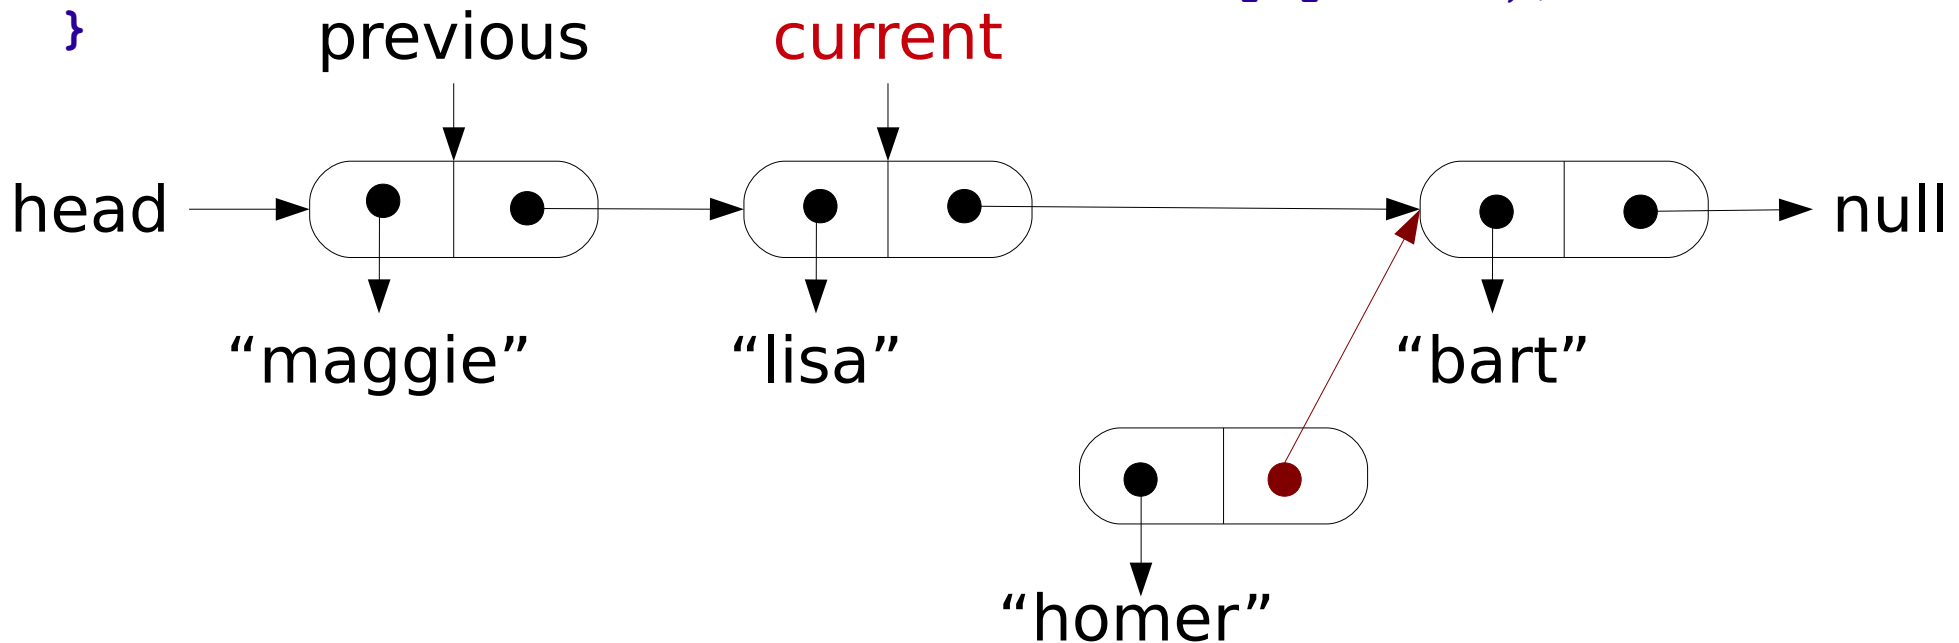 }
previous current
head null
“maggie” “lisa” “bart”
“homer”